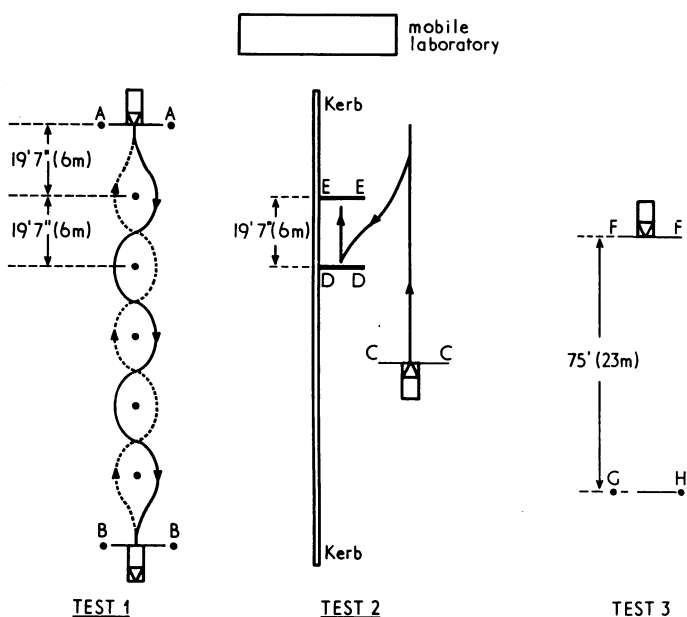 mobile
laboratory
A A
19'7" (6m)
19'7" (6m)
B B
TEST 1
Kerb
E E
19'7" (6m)
D D
C C
Kerb
TEST 2
F F
75' (23m)
G H
TEST 3